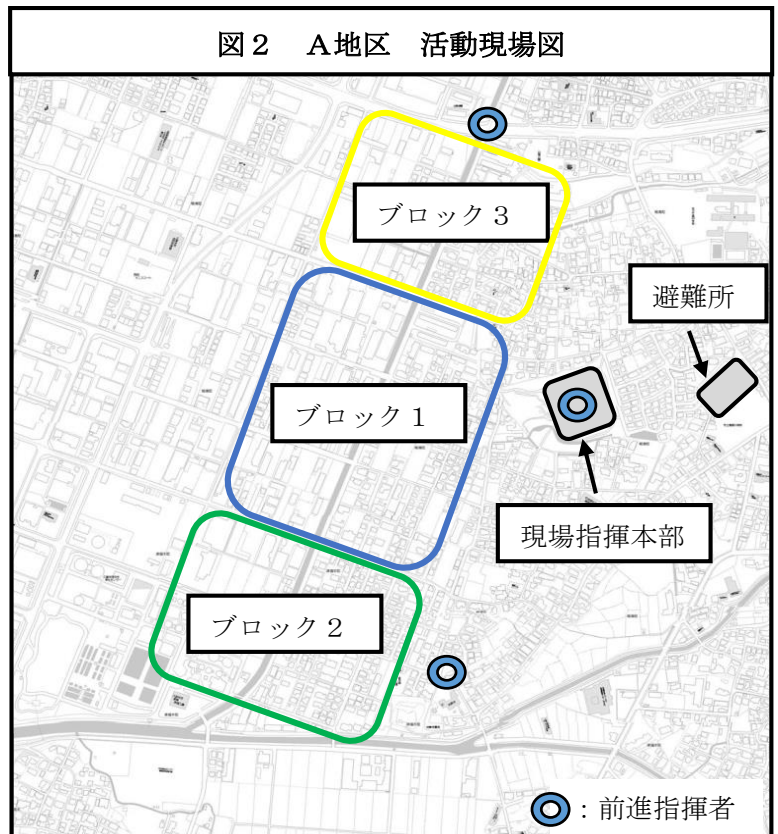 図２　Ａ地区　活動現場図
ブロック３
避難所
ブロック１
現場指揮本部
ブロック２
：前進指揮者